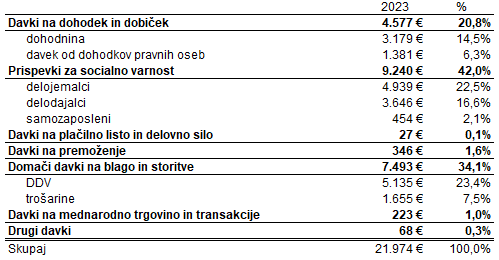 2023 %
Davki na dohodek in dobiček 4.577 € 20,8%
dohodnina 3.179 € 14,5%
davek od dohodkov pravnih oseb 1.381 € 6,3%
Prispevki za socialno varnost 9.240 € 42,0%
delojemalci 4.939 € 22,5%
delodajalci 3.646 € 16,6%
samozaposleni 454 € 2,1%
Davki na plačilno listo in delovno silo 27 € 0,1%
Davki na premoženje 346 € 1,6%
Domači davki na blago in storitve 7.493 € 34,1%
DDV 5.135 € 23,4%
trošarine 1.655 € 7,5%
Davki na mednarodno trgovino in transakcije 223 € 1,0%
Drugi davki 68 € 0,3%
Skupaj 21.974 € 100,0%